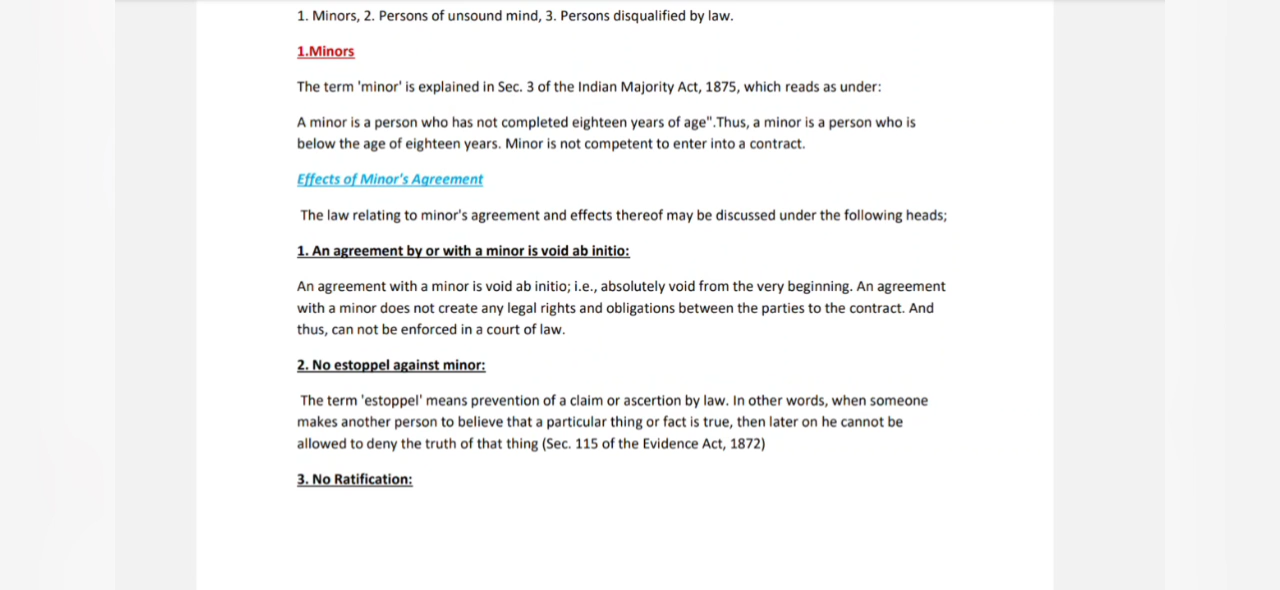 1. Minors, 2. Persons of unsound mind, 3. Persons disqualified by law.
1.Minors
The term 'minor' is explained in Sec. 3 of the Indian Majority Act, 1875, which reads as under:
A minor is a person who has not completed eighteen years of age".Thus, a minor is a person who is
below the age of eighteen years. Minor is not competent to enter into a contract.
Effects of Minor's Agreement
The law relating to minor's agreement and effects thereof may be discussed under the following heads;
1. An agreement by or with a minor is void ab initio:
An agreement with a minor is void ab initio; i.e., absolutely void from the very beginning. An agreement
with a minor does not create any legal rights and obligations between the parties to the contract. And
thus, can not be enforced in a court of law.
2. No estoppel against minor:
The term 'estoppel' means prevention of a claim or ascertion by law. In other words, when someone
makes another person to believe that a particular thing or fact is true, then later on he cannot be
allowed to deny the truth of that thing (Sec. 115 of the Evidence Act, 1872)
3. No Ratification: